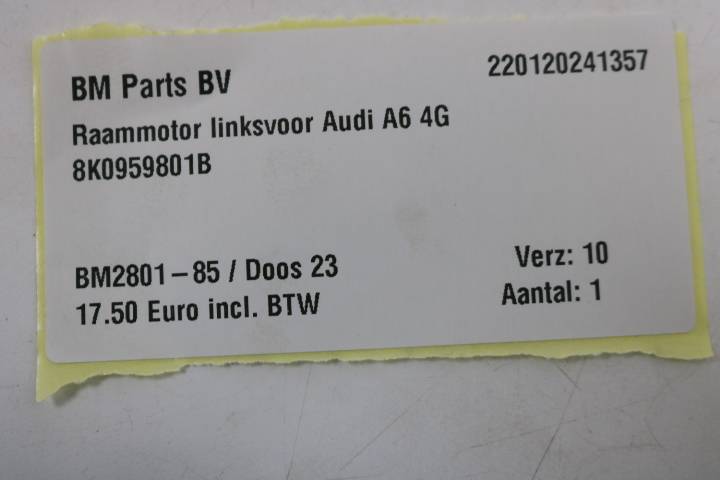 BM Parts BV
220120241357
Raammotor linksvoor Audi A6 4G
8K0959801B
BM2801-85 / Doos 23
Verz: 10
17.50 Euro incl. BTW
Aantal: 1